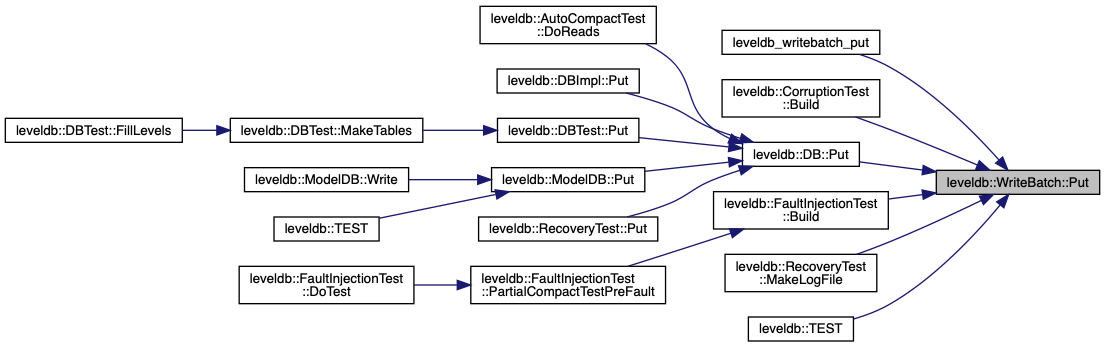 leveldb::AutoCompactTest
::DoReads
leveldb_writebatch_put
leveldb::DBImpl::Put
leveldb::CorruptionTest
::Build
leveldb::DBTest::FillLevels
leveldb::DBTest::MakeTables
leveldb::DBTest::Put
leveldb::DB::Put
leveldb::ModelDB::Write
leveldb::ModelDB::Put
leveldb::WriteBatch::Put
leveldb::TEST
leveldb::RecoveryTest::Put
leveldb::FaultInjectionTest
::Build
leveldb::FaultInjectionTest
::DoTest
leveldb::FaultInjectionTest
::PartialCompactTestPreFault
leveldb::RecoveryTest
::MakeLogFile
leveldb::TEST